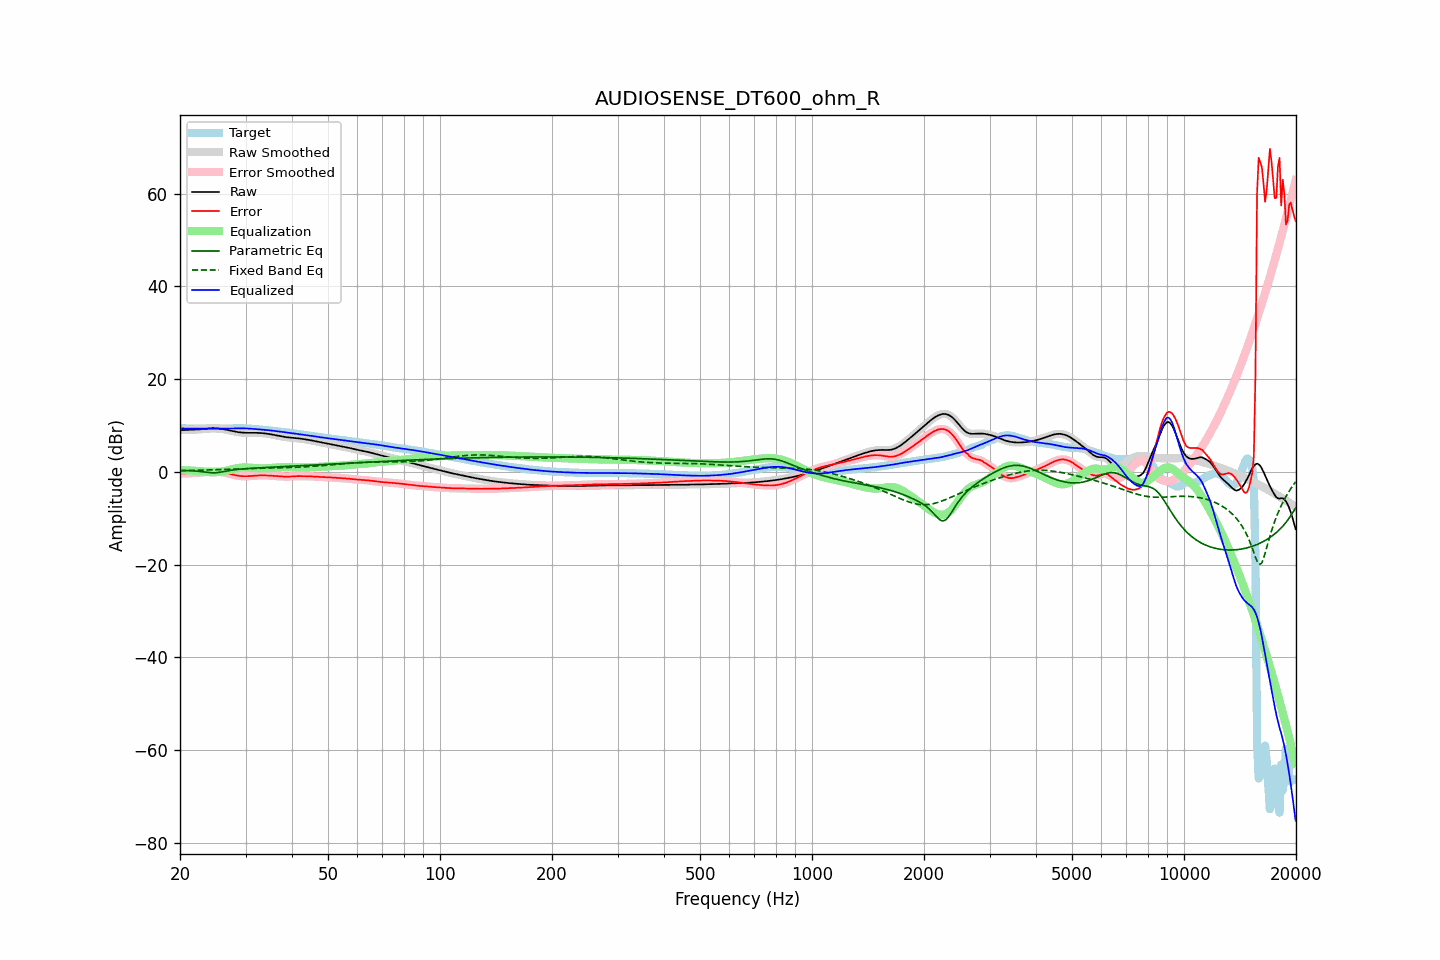 AUDIOSENSE_DT600_ohm_R
Target
Raw Smoothed
Error Smoothed
Raw
Error
Equalization
Parametric Eq
Fixed Band Eq
Equalized
60
40
20
0
−20
−40
−60
−80
Amplitude (dBr)
20 50 100 200 500 1000 2000 5000 10000 20000
Frequency (Hz)